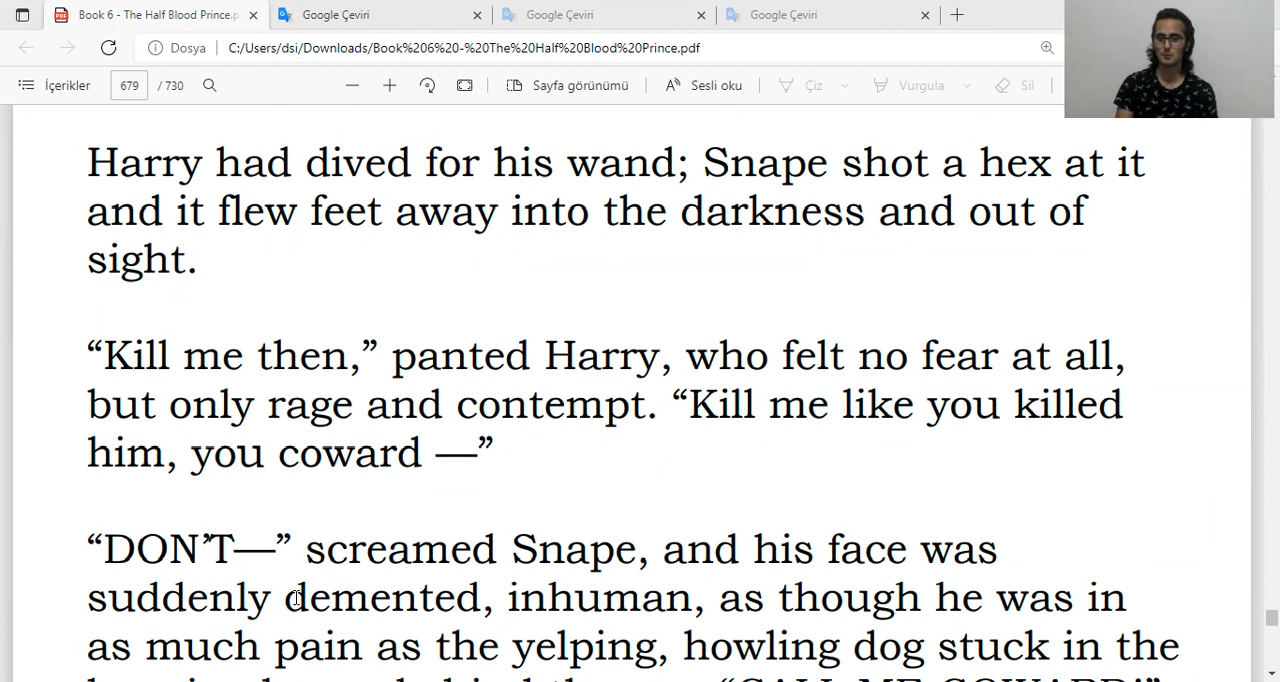 Book 6 - The Half Blood Prince.p
Google Çeviri
Google Çeviri
Google Çeviri
Dosya
C:/Users/dsi/Downloads/Book%206%20-%20The%20Half%20Blood%20Prince.pdf
İçerikler
679 / 730
Sayfa görünümü
Sesli oku
Çiz
Vurgula
Sil
Harry had dived for his wand; Snape shot a hex at it
and it flew feet away into the darkness and out of
sight.
“Kill me then,” panted Harry, who felt no fear at all,
but only rage and contempt. “Kill me like you killed
him, you coward —”
“DON’T—” screamed Snape, and his face was
suddenly demented, inhuman, as though he was in
as much pain as the yelping, howling dog stuck in the